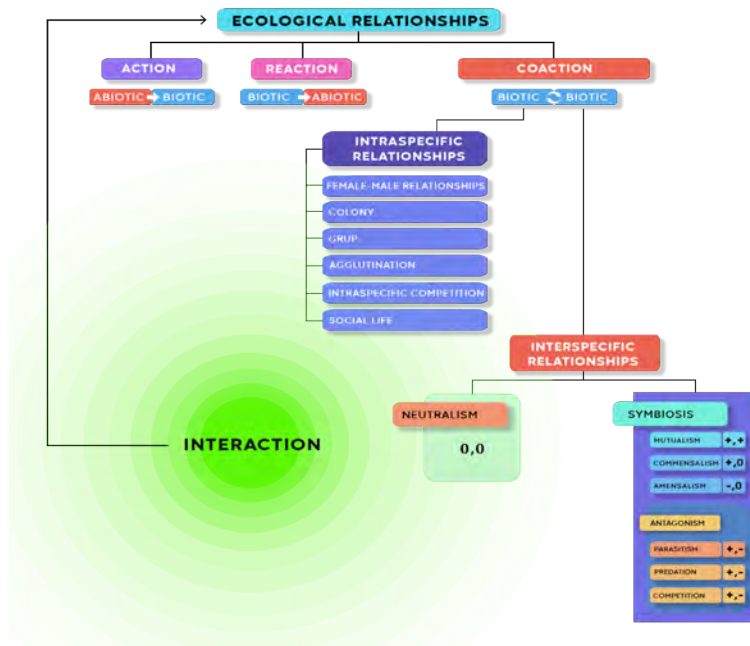 ECOLOGICAL RELATIONSHIPS
ACTION
REACTION
COACTION
ABIOTIC BIOTIC
BIOTIC ABIOTIC
BIOTIC BIOTIC
INTRASPECIFIC
RELATIONSHIPS
FEMALE-MALE RELATIONSHIPS
COLONY
GRUP
AGGLUTINATION
INTRASPECIFIC COMPETITION
SOCIAL LIFE
INTERSPECIFIC
RELATIONSHIPS
NEUTRALISM
0,0
SYMBIOSIS
MUTUALISM +,+
COMMENSALISM +,0
AMENSALISM -,0
ANTAGONISM
PARASITISM +,-
PREDATION +,-
COMPETITION +,-
INTERACTION